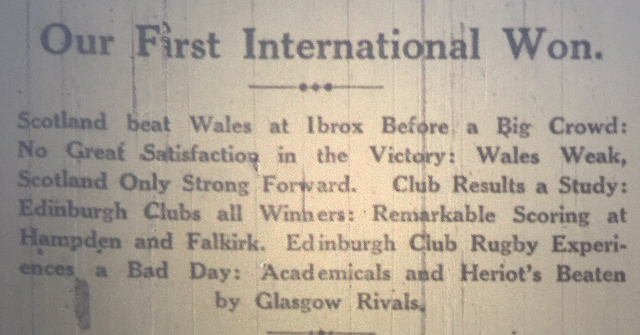 Our First International Won.
Scotland beat Wales at Ibrox Before a Big Crowd:
No Great Satisfaction in the Victory: Wales Weak,
Scotland Only Strong Forward. Club Results a Study:
Edinburgh Clubs all Winners: Remarkable Scoring at
Hampden and Falkirk. Edinburgh Club Rugby Experi-
ences a Bad Day: Academicals and Heriot's Beaten
by Glasgow Rivals.